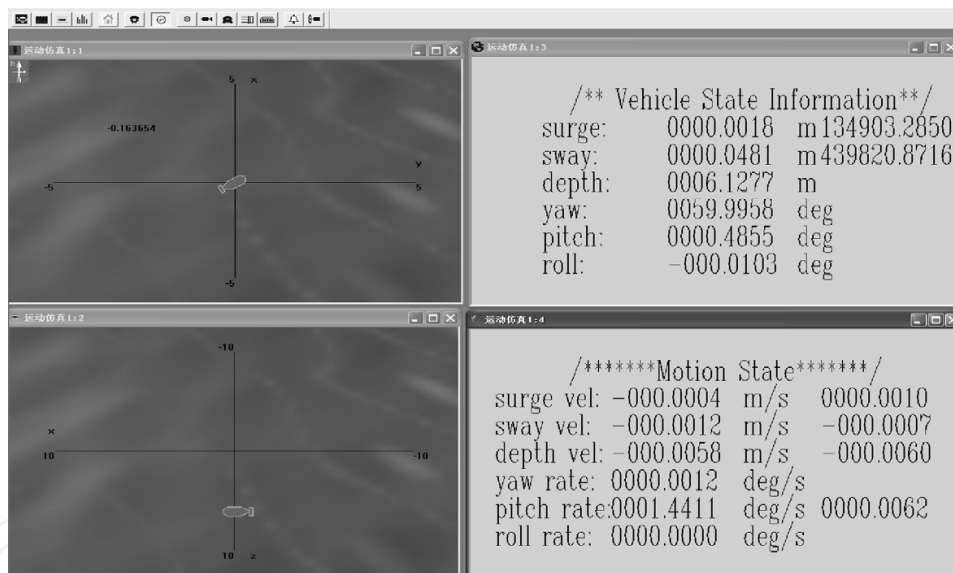 运动仿真1:1
5 x
-0.163654
y
-5 5
-5
运动仿真1:3
/** Vehicle State Information**/
surge: 0000.0018 m134903.2850
sway: 0000.0481 m439820.8716
depth: 0006.1277 m
yaw: 0059.9958 deg
pitch: 0000.4855 deg
roll: -000.0103 deg
运动仿真1:2
-10
x
10 -10
10 z
运动仿真1:4
/*******Motion State*******/
surge vel: -000.0004 m/s 0000.0010
sway vel: -000.0012 m/s -000.0007
depth vel: -000.0058 m/s -000.0060
yaw rate: 0000.0012 deg/s
pitch rate:0001.4411 deg/s 0000.0062
roll rate: 0000.0000 deg/s